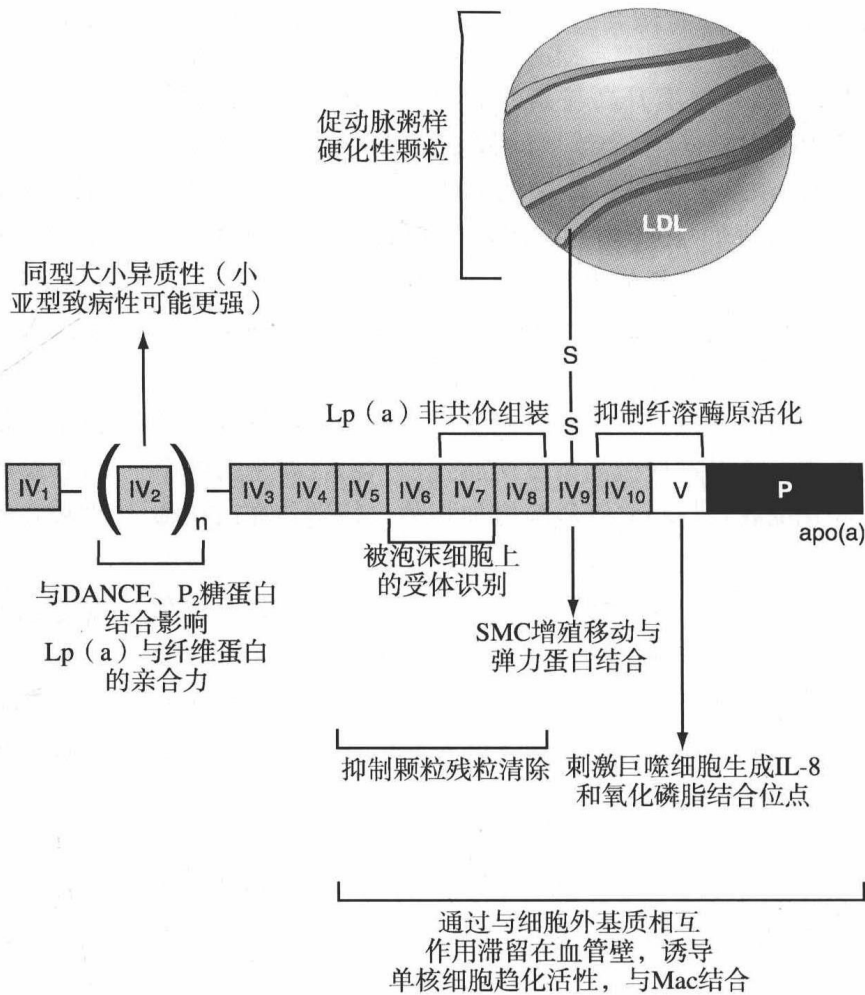 促动脉粥样
硬化性颗粒
LDL
同型大小异质性（小
亚型致病性可能更强）
S
Lp（a）非共价组装
S
抑制纤溶酶原活化
IV₁
(IV₂)n
IV₃
IV₄
IV₅
IV₆
IV₇
IV₈
IV₉
IV₁₀
V
P
apo(a)
与DANCE、P₂糖蛋白
结合影响
Lp（a）与纤维蛋白
的亲合力
被泡沫细胞上
的受体识别
SMC增殖移动与
弹力蛋白结合
抑制颗粒残粒清除
刺激巨噬细胞生成IL-8
和氧化磷脂结合位点
通过与细胞外基质相互
作用滞留在血管壁，诱导
单核细胞趋化活性，与Mac结合